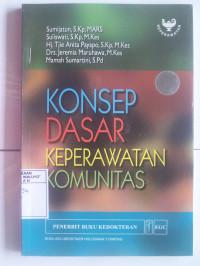 Sumijatun, S.Kp, MARS
Suliswati, S.Kp, M.Kes
Hj. Tjie Anita Payapo, S.Kp, M.Kes
Drs. Jeremia Maruhawa, M.Kes
Mamah Sumartini, S.Pd
KEPERAWATAN
KONSEP
DASAR
KEPERAWATAN
KOMUNITAS
PENERBIT BUKU KEDOKTERAN
EGC